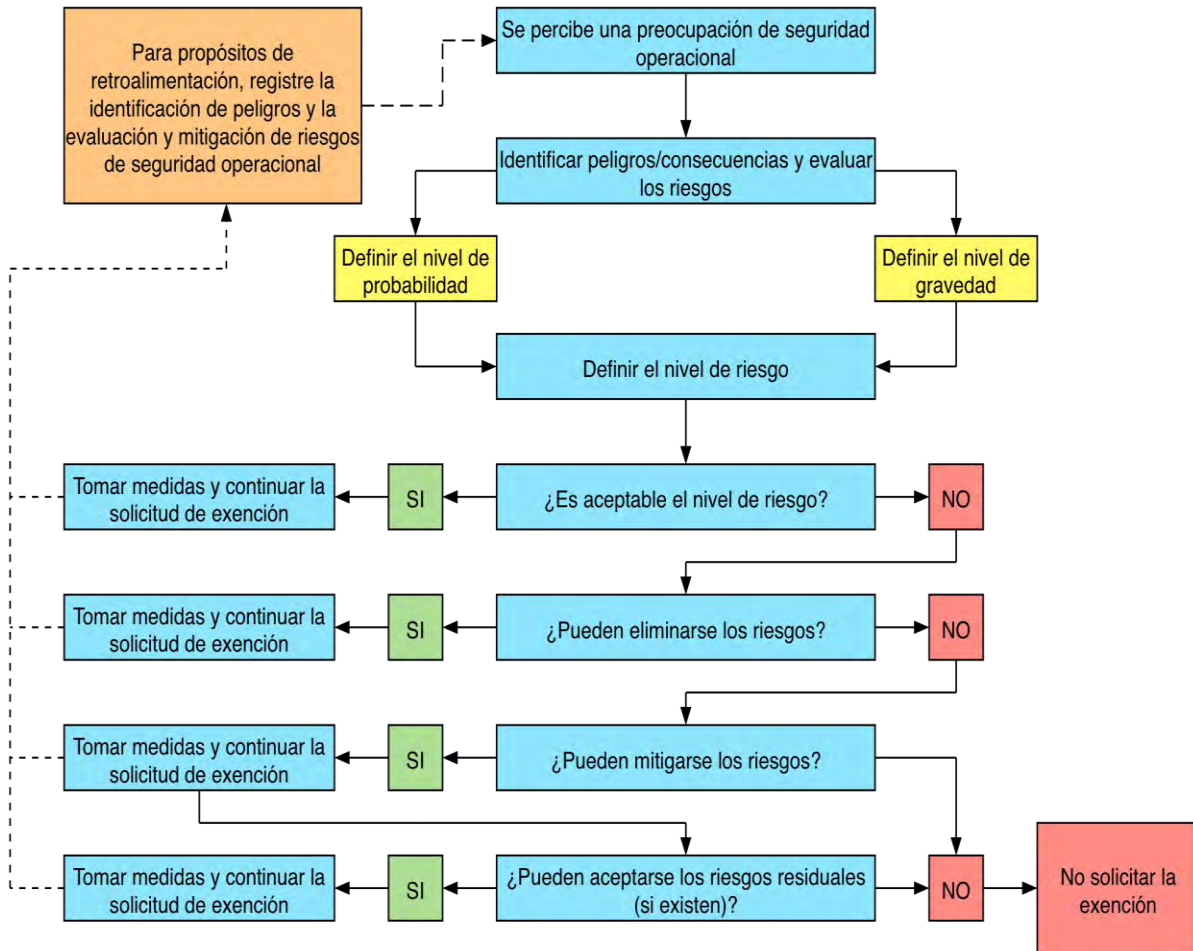 Para propósitos de
retroalimentación, registre la
identificación de peligros y la
evaluación y mitigación de riesgos
de seguridad operacional
Se percibe una preocupación de seguridad
operacional
Identificar peligros/consecuencias y evaluar
los riesgos
Definir el nivel de
probabilidad
Definir el nivel de
gravedad
Definir el nivel de riesgo
Tomar medidas y continuar la
solicitud de exención
SI
¿Es aceptable el nivel de riesgo?
NO
Tomar medidas y continuar la
solicitud de exención
SI
¿Pueden eliminarse los riesgos?
NO
Tomar medidas y continuar la
solicitud de exención
SI
¿Pueden mitigarse los riesgos?
Tomar medidas y continuar la
solicitud de exención
SI
¿Pueden aceptarse los riesgos residuales
(si existen)?
NO
No solicitar la
exención